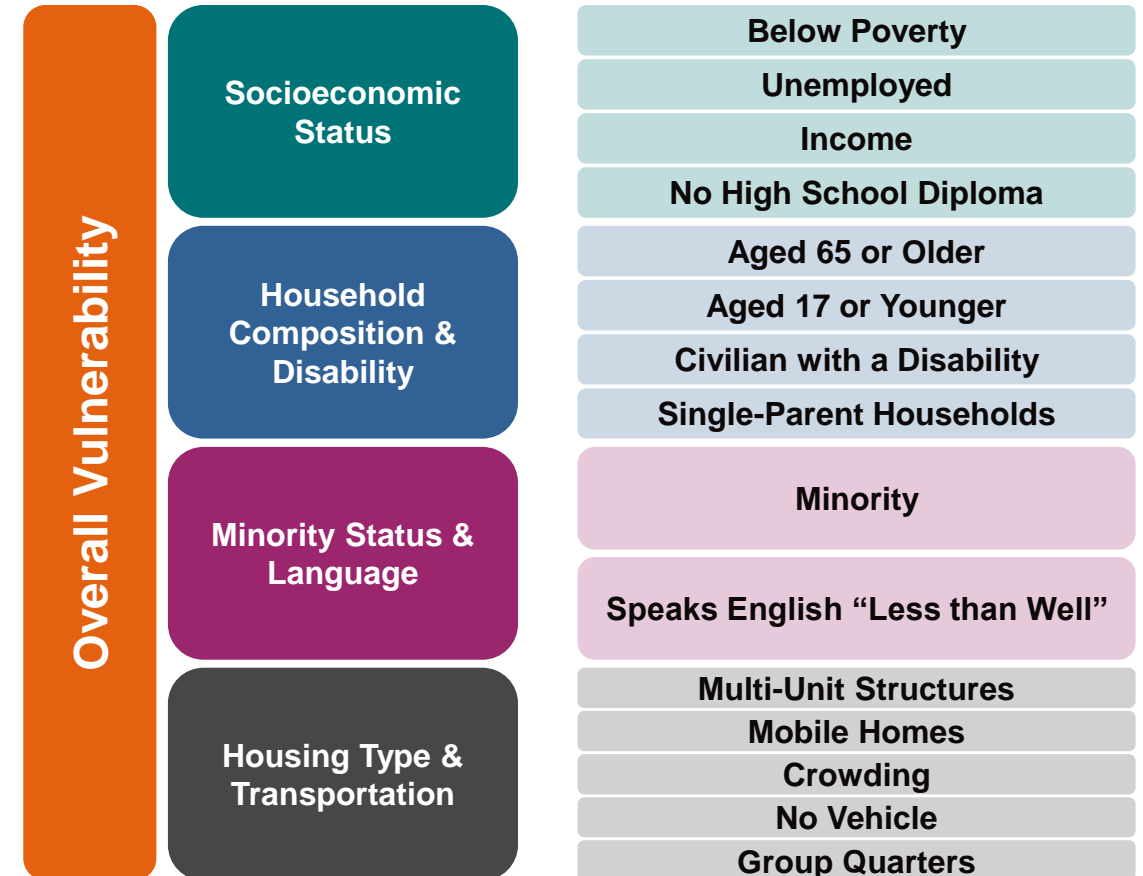 Overall Vulnerability
Socioeconomic
Status
Below Poverty
Unemployed
Income
No High School Diploma
Household
Composition &
Disability
Aged 65 or Older
Aged 17 or Younger
Civilian with a Disability
Single-Parent Households
Minority Status &
Language
Minority
Speaks English “Less than Well”
Housing Type &
Transportation
Multi-Unit Structures
Mobile Homes
Crowding
No Vehicle
Group Quarters